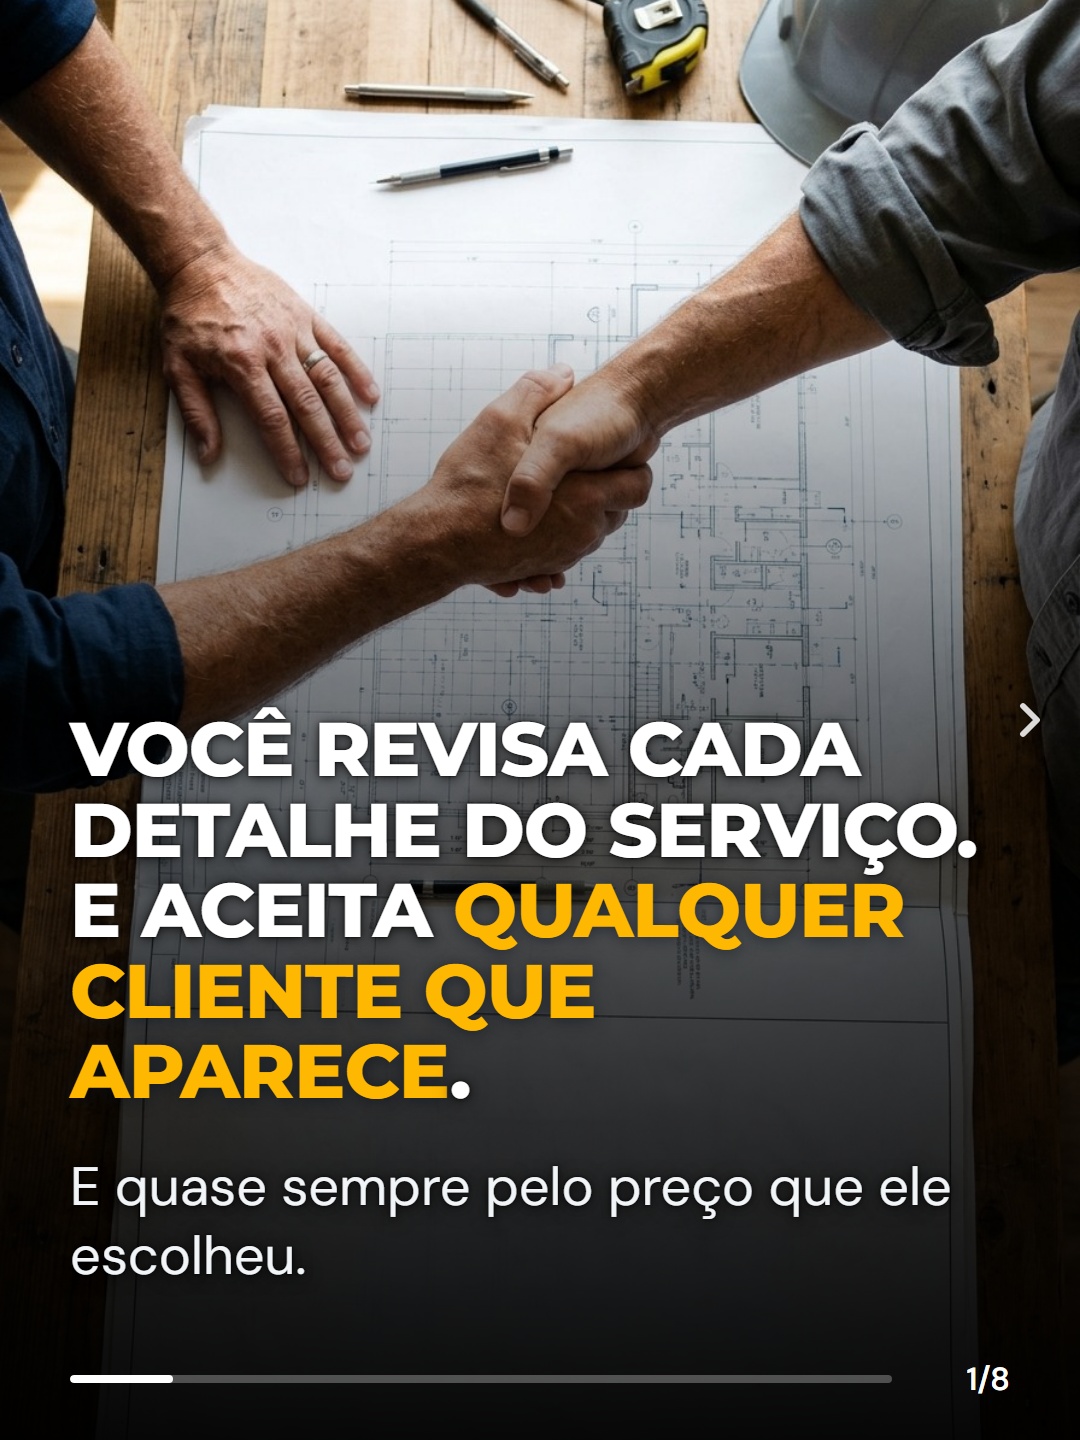 VOCÊ REVISA CADA
DETALHE DO SERVIÇO.
E ACEITA QUALQUER
CLIENTE QUE
APARECE.
E quase sempre pelo preço que ele
escolheu.
1/8